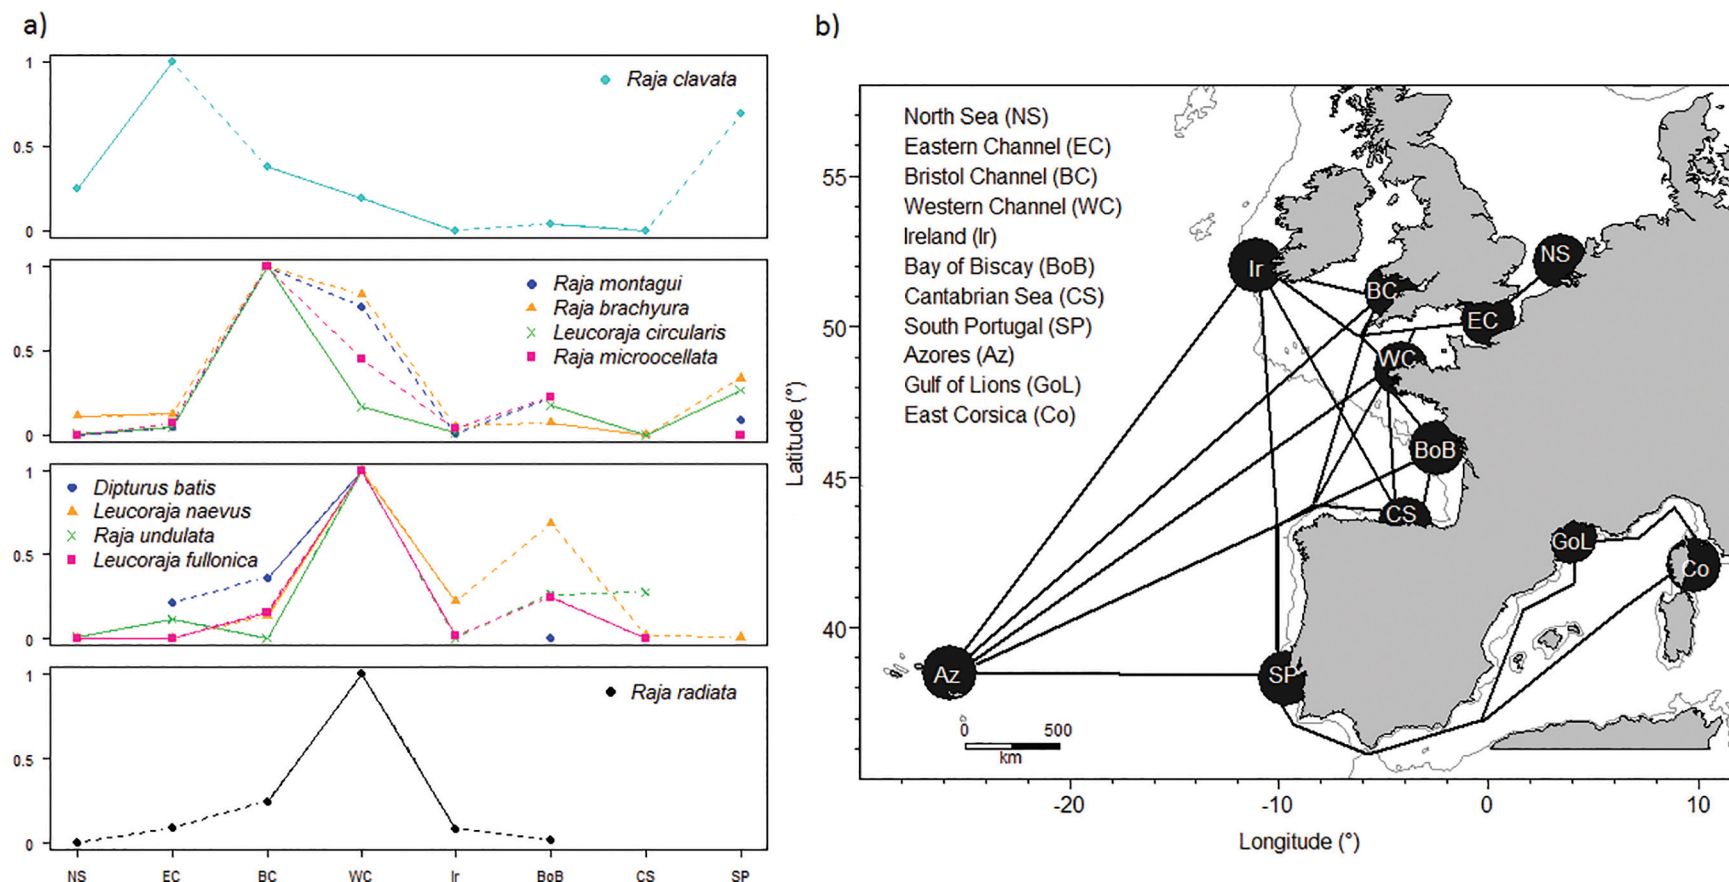 a)
1
0.5
0
Raja clavata
1
0.5
0
Raja montagui
Raja brachyura
Leucoraja circularis
Raja microocellata
1
0.5
0
Dipturus batis
Leucoraja naevus
Raja undulata
Leucoraja fullonica
1
0.5
0
Raja radiata
NS EC BC WC Ir BoB CS SP
b)
North Sea (NS)
Eastern Channel (EC)
Bristol Channel (BC)
Western Channel (WC)
Ireland (Ir)
Bay of Biscay (BoB)
Cantabrian Sea (CS)
South Portugal (SP)
Azores (Az)
Gulf of Lions (GoL)
East Corsica (Co)
Latitude (°)
55
50
45
40
Ir
NS
BC
EC
WC
BoB
CS
GoL
Co
Az
SP
0 500
km
-20 -10 0 10
Longitude (°)